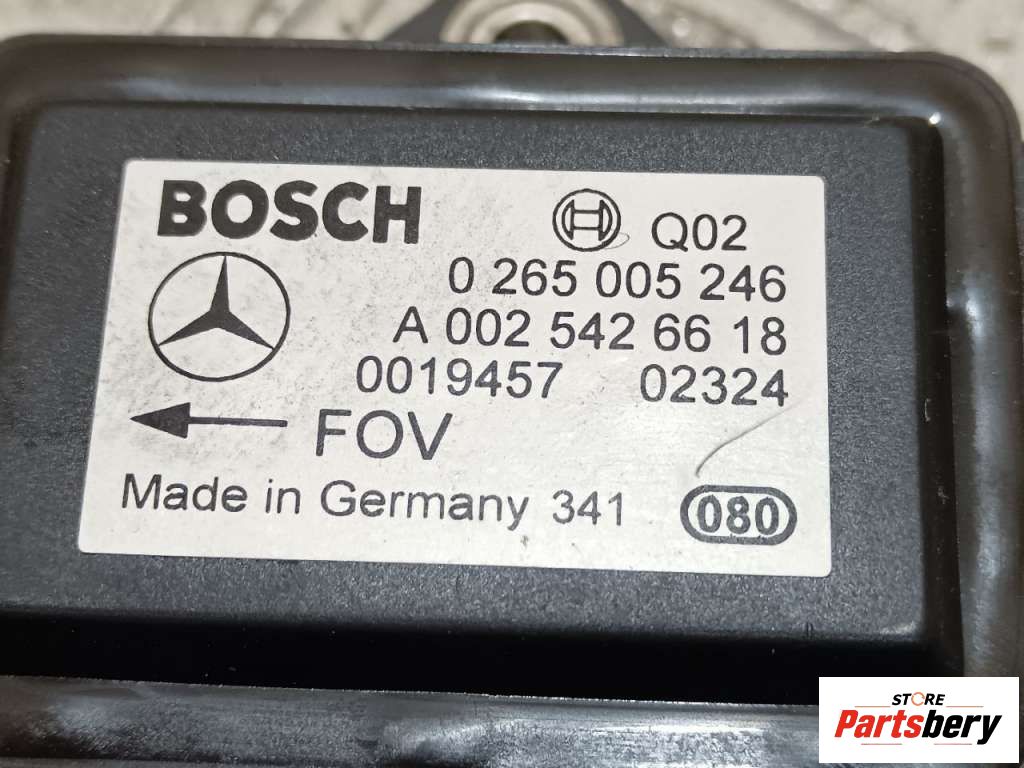 BOSCH
Q02
0 265 005 246
A 002 542 66 18
0019457 02324
FOV
Made in Germany 341 080
STORE
Partsbery